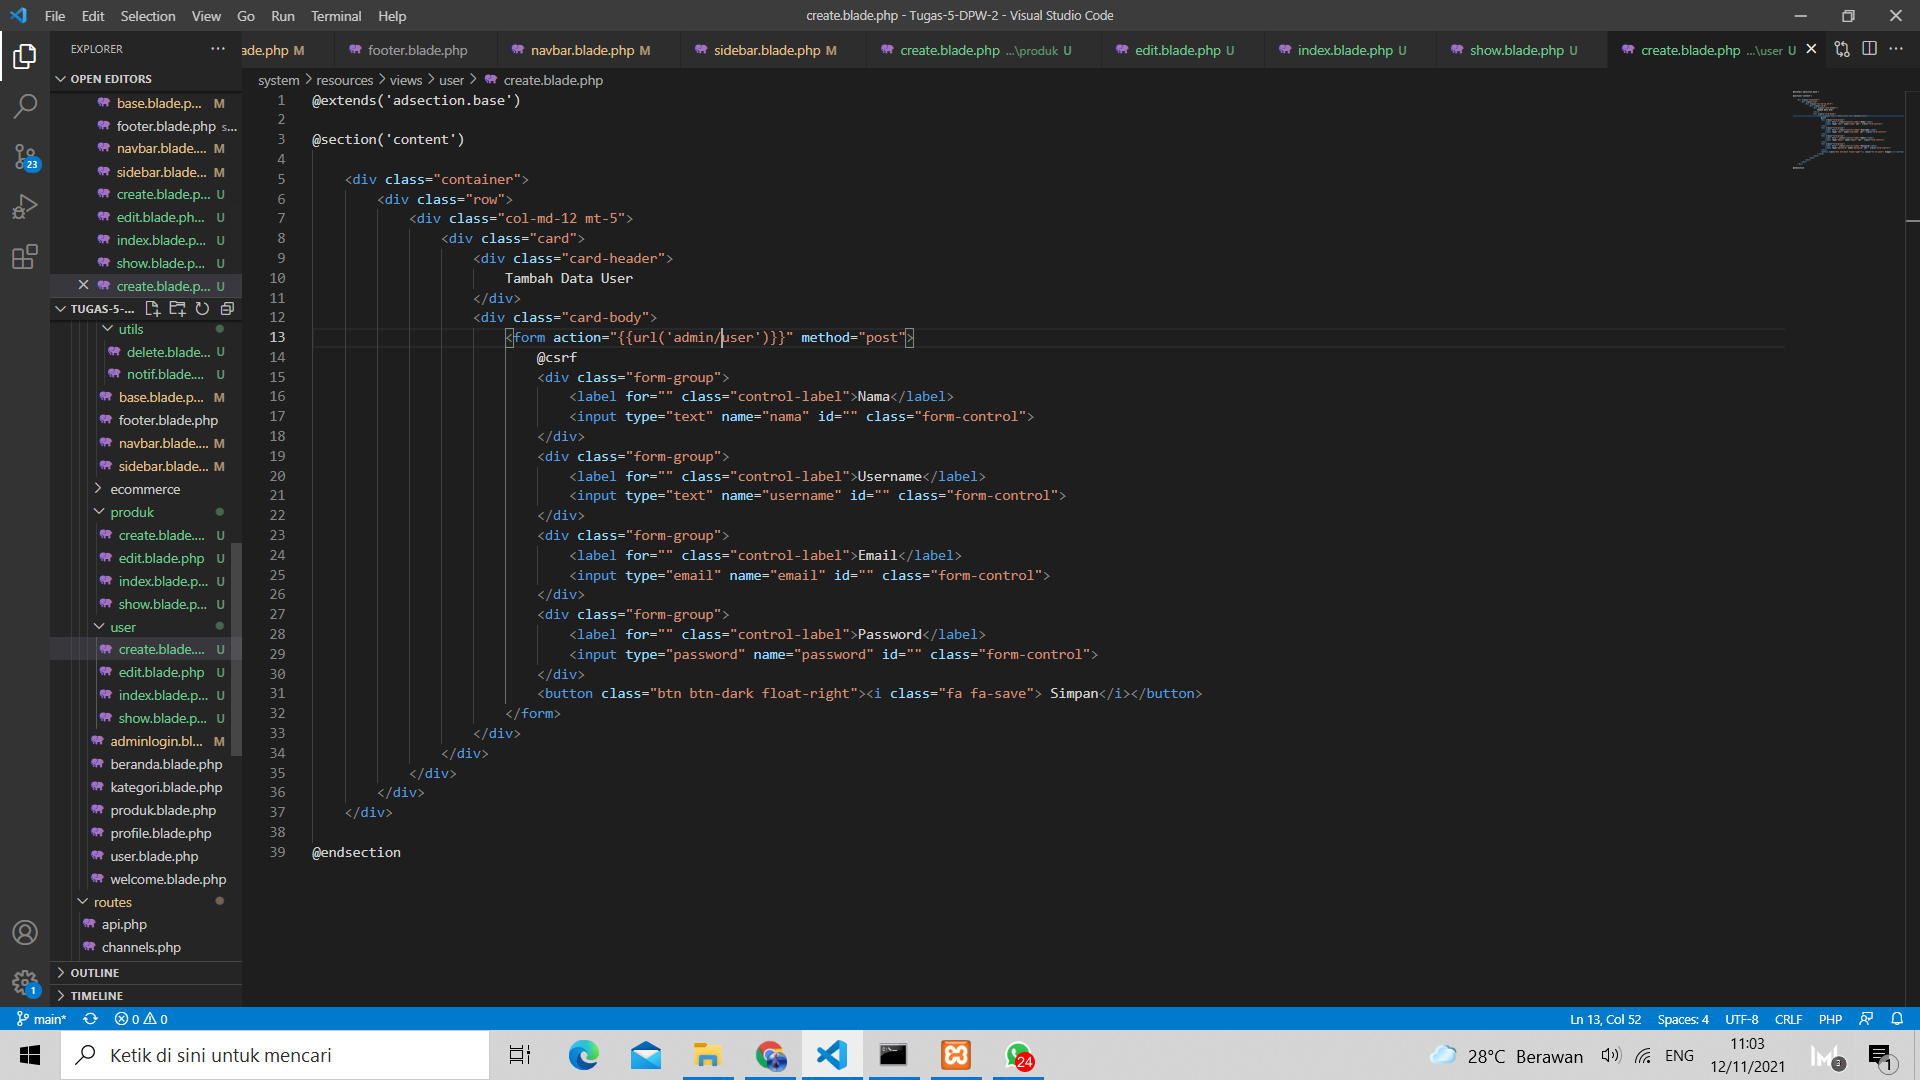 File Edit Selection View Go Run Terminal Help
create.blade.php - Tugas-5-DPW-2 - Visual Studio Code
EXPLORER
ade.php M footer.blade.php navbar.blade.php M sidebar.blade.php M create.blade.php ...\produk U edit.blade.php U index.blade.php U show.blade.php U create.blade.php ...\user U
OPEN EDITORS
base.blade.p... M
footer.blade.php s...
navbar.blade.... M
sidebar.blade... M
create.blade.p... U
edit.blade.ph... U
index.blade.p... U
show.blade.p... U
create.blade.p... U
TUGAS-5-...
utils
delete.blade.... U
notif.blade.... U
base.blade.p... M
footer.blade.php
navbar.blade.... M
sidebar.blade... M
ecommerce
produk
create.blade.... U
edit.blade.php U
index.blade.p... U
show.blade.p... U
user
create.blade.... U
edit.blade.php U
index.blade.p... U
show.blade.p... U
adminlogin.bl... M
beranda.blade.php
kategori.blade.php
produk.blade.php
profile.blade.php
user.blade.php
welcome.blade.php
routes
api.php
channels.php
OUTLINE
TIMELINE
23
1
system > resources > views > user > create.blade.php
1 @extends('adsection.base')
2
3 @section('content')
4
5 <div class="container">
6 <div class="row">
7 <div class="col-md-12 mt-5">
8 <div class="card">
9 <div class="card-header">
10 Tambah Data User
11 </div>
12 <div class="card-body">
13 <form action="{{url('admin/user')}}" method="post">
14 @csrf
15 <div class="form-group">
16 <label for="" class="control-label">Nama</label>
17 <input type="text" name="nama" id="" class="form-control">
18 </div>
19 <div class="form-group">
20 <label for="" class="control-label">Username</label>
21 <input type="text" name="username" id="" class="form-control">
22 </div>
23 <div class="form-group">
24 <label for="" class="control-label">Email</label>
25 <input type="email" name="email" id="" class="form-control">
26 </div>
27 <div class="form-group">
28 <label for="" class="control-label">Password</label>
29 <input type="password" name="password" id="" class="form-control">
30 </div>
31 <button class="btn btn-dark float-right"><i class="fa fa-save"> Simpan</i></button>
32 </form>
33 </div>
34 </div>
35 </div>
36 </div>
37 </div>
38
39 @endsection
main* 0 0
Ln 13, Col 52 Spaces: 4 UTF-8 CRLF PHP
Ketik di sini untuk mencari
24
28°C Berawan ENG
11:03
12/11/2021
3
1